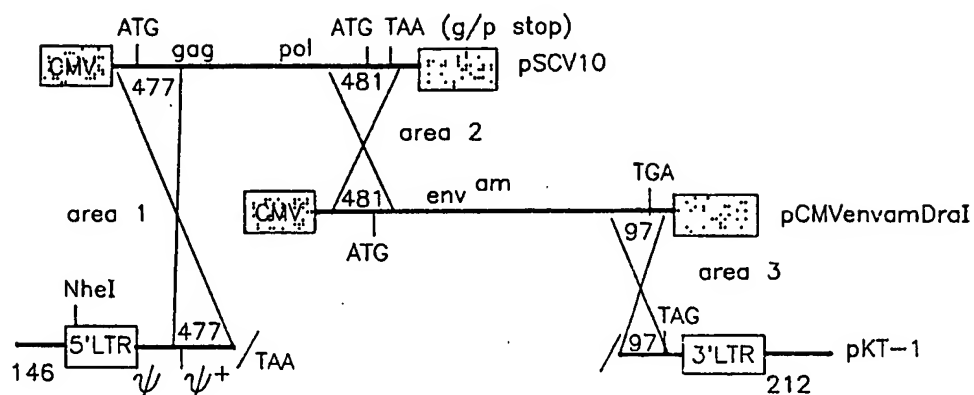 ATG gag pol ATG TAA (g/p stop)
CMV 477 481 pSCV10
area 2
area 1 CMV 481 env am TGA pCMVenvamDraI
ATG 97
area 3
NheI TAG
5'LTR 477 TAA 97 3'LTR pKT-1
146 ψ ψ+ 212